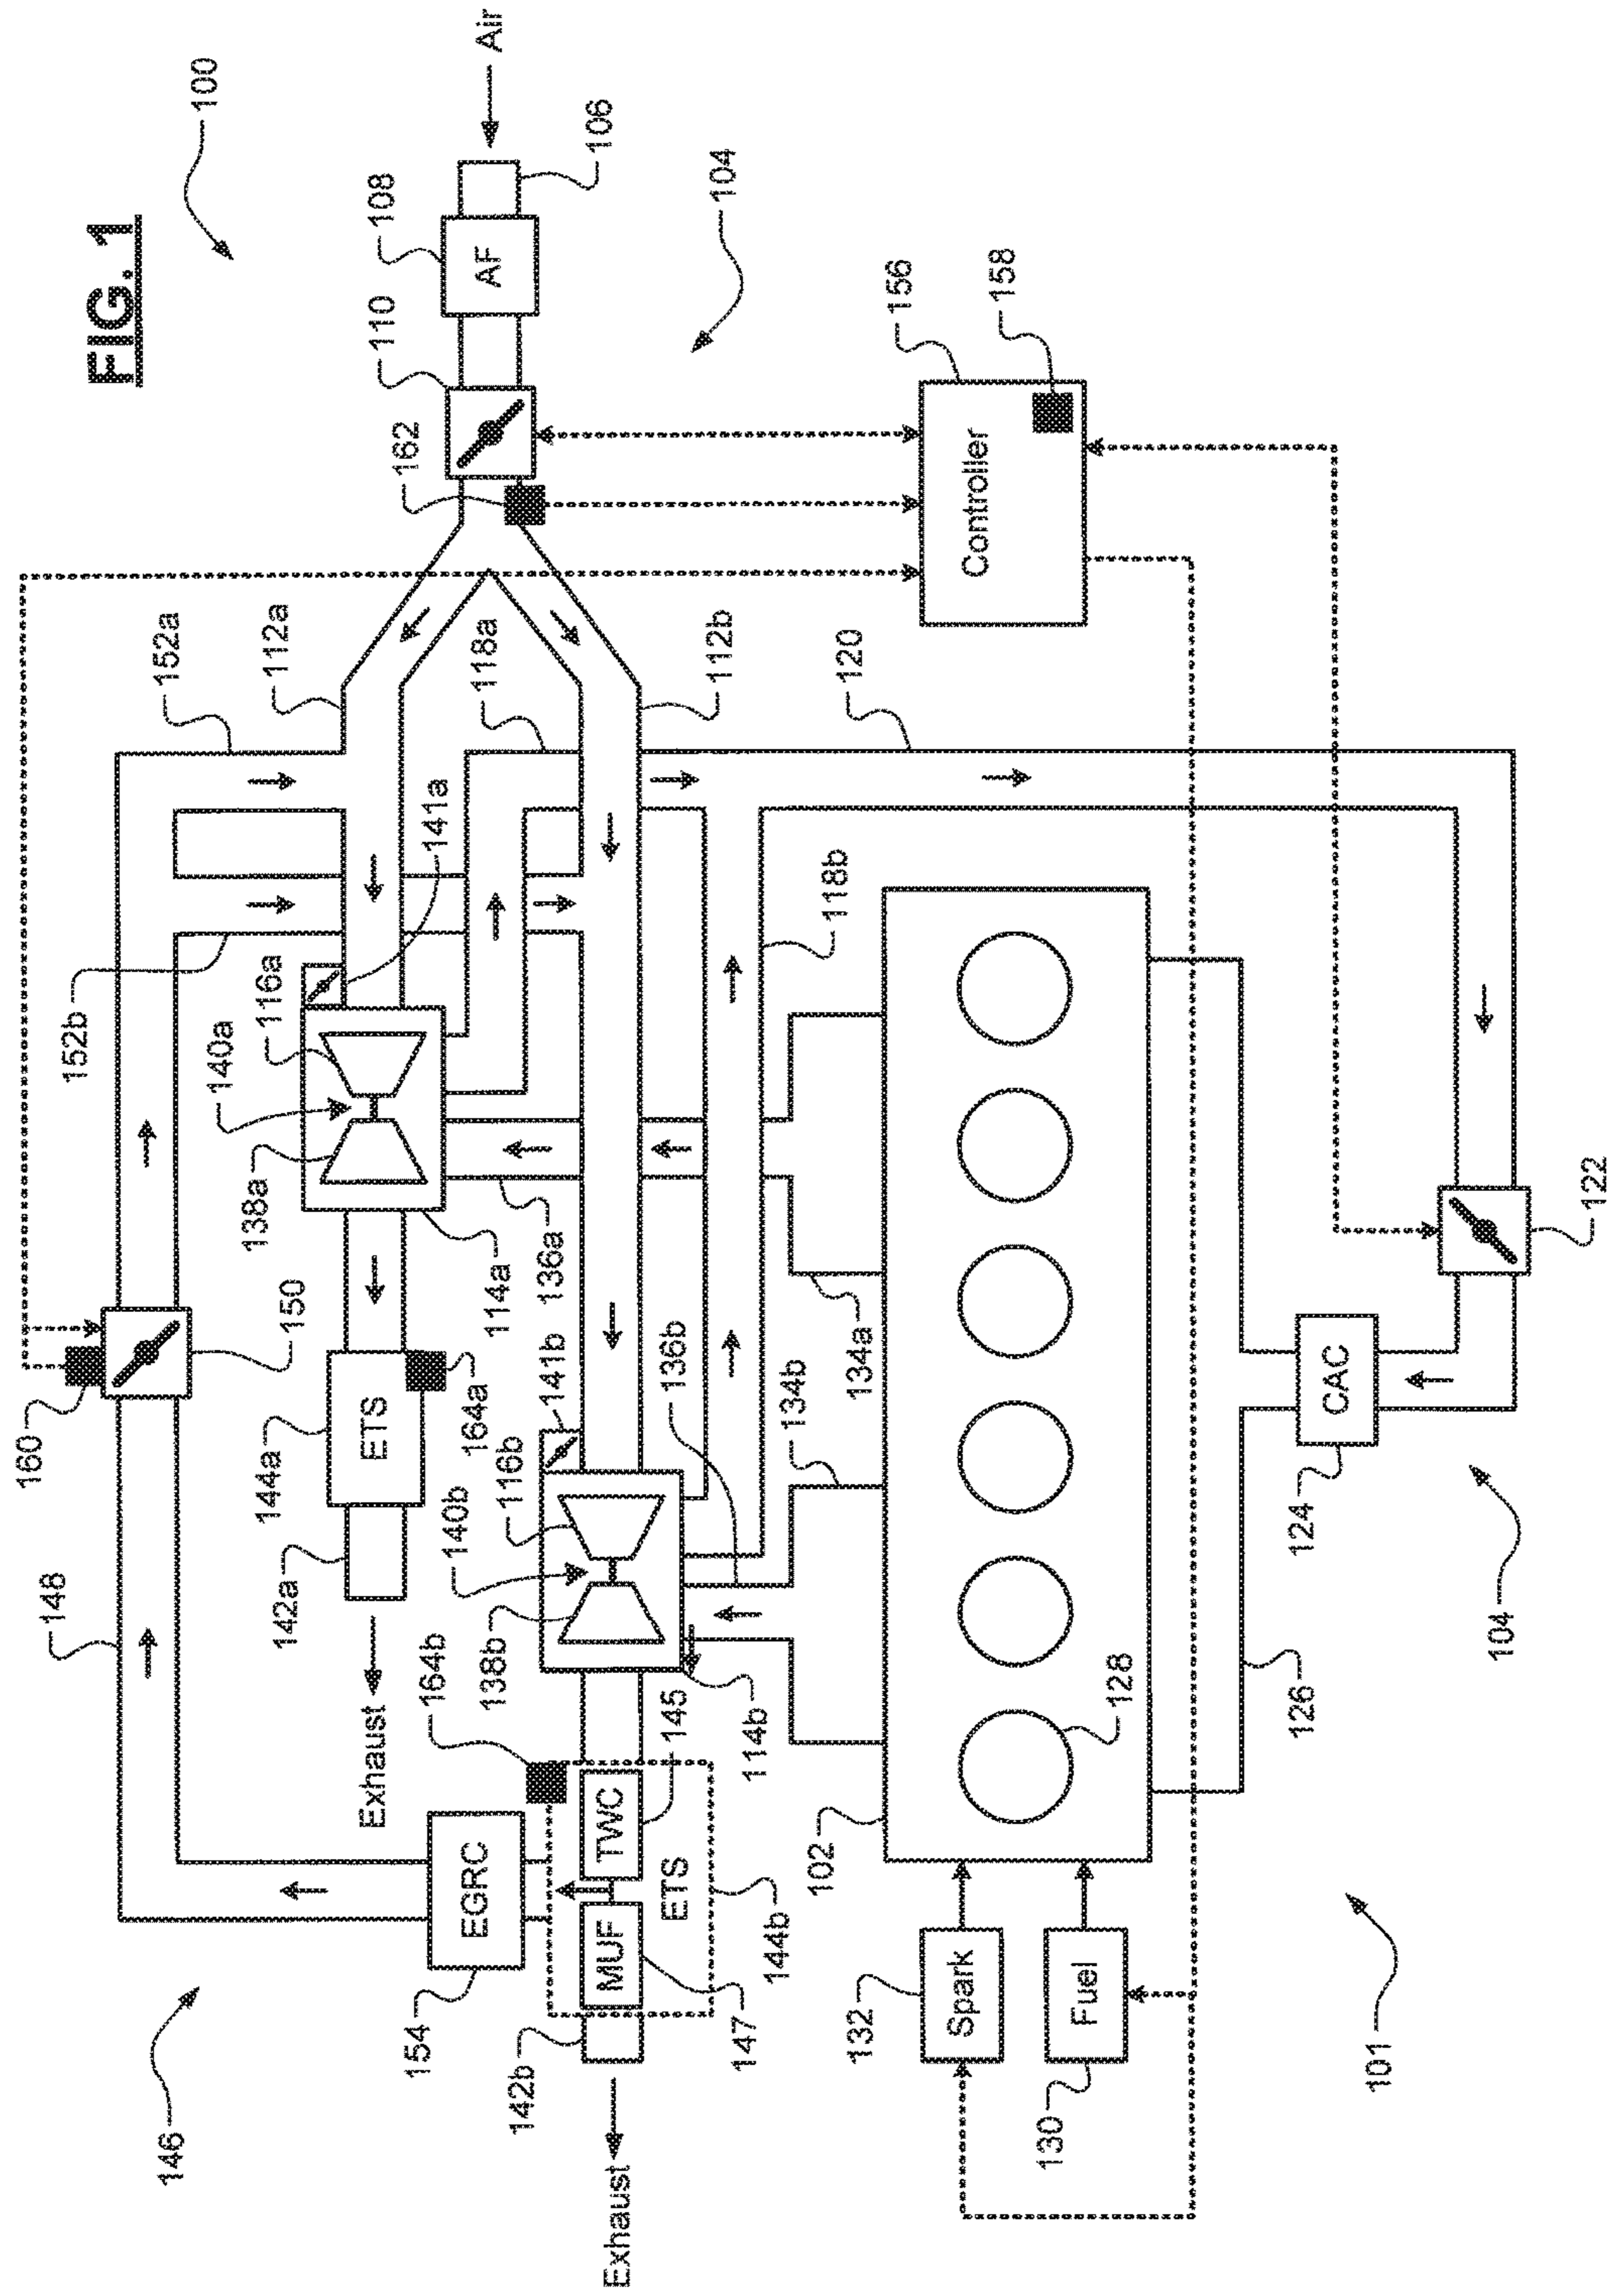 FIG. 1
100
Air
106
108
AF
110
104
162
156
158
Controller
152a
112a
118a
112b
120
141a
152b
116a
140a
138a
118b
114a
136a
150
160
144a
ETS
164a
141b
136b
134b
134a
122
CAC
124
104
148
142a
Exhaust
116b
140b
138b
164b
145
114b
128
126
102
EGRC
TWC
MUF
ETS
154
142b
147
144b
Exhaust
146
132
Spark
Fuel
130
101